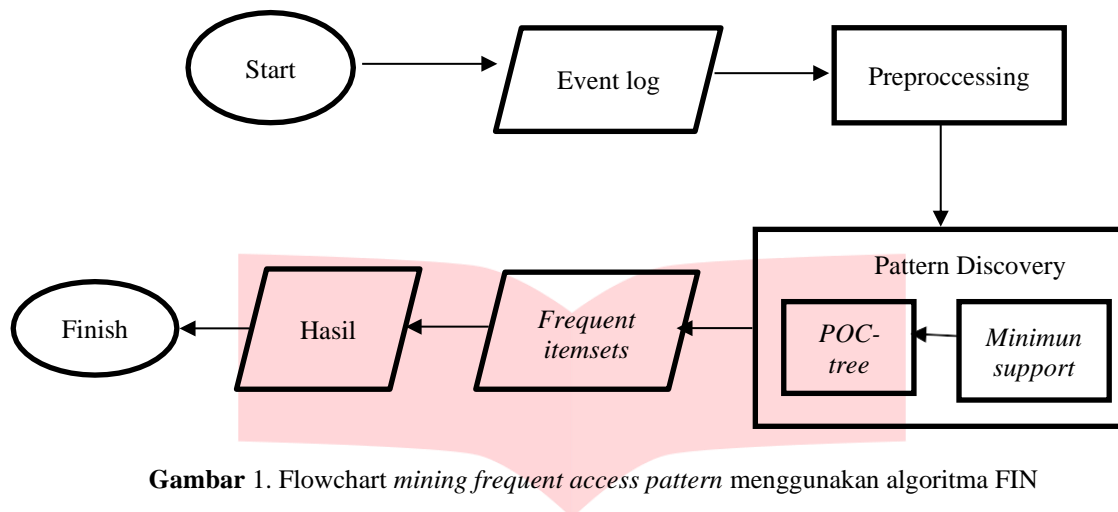 Start
Event log
Preproccessing
Pattern Discovery
Minimun
support
POC-
tree
Frequent
itemsets
Hasil
Finish
Gambar 1. Flowchart mining frequent access pattern menggunakan algoritma FIN